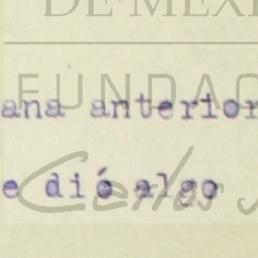 DE MEXI
FUNDAC
ana anterior
Carlos S
e dió algo